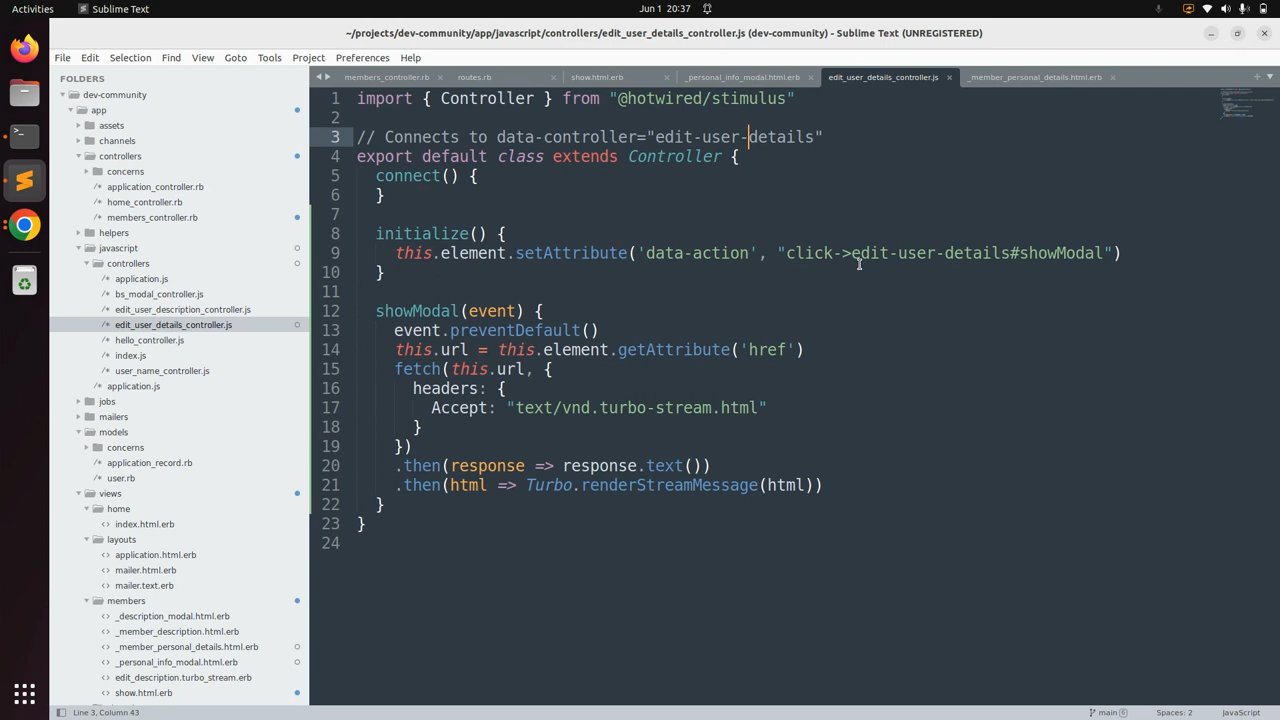 Activities
Sublime Text
Jun 1 20:37
~/projects/dev-community/app/javascript/controllers/edit_user_details_controller.js (dev-community) - Sublime Text (UNREGISTERED)
File Edit Selection Find View Goto Tools Project Preferences Help
FOLDERS
dev-community
app
assets
channels
controllers
concerns
/* application_controller.rb
/* home_controller.rb
/* members_controller.rb
helpers
javascript
controllers
/* application.js
/* bs_modal_controller.js
/* edit_user_description_controller.js
/* edit_user_details_controller.js
/* hello_controller.js
/* index.js
/* user_name_controller.js
/* application.js
jobs
mailers
models
concerns
/* application_record.rb
/* user.rb
views
home
<> index.html.erb
layouts
<> application.html.erb
<> mailer.html.erb
<> mailer.text.erb
members
<> _description_modal.html.erb
<> _member_description.html.erb
<> _member_personal_details.html.erb
<> _personal_info_modal.html.erb
<> edit_description.turbo_stream.erb
<> show.html.erb
members_controller.rb × routes.rb × show.html.erb × _personal_info_modal.html.erb × edit_user_details_controller.js × _member_personal_details.html.erb ×
1 import { Controller } from "@hotwired/stimulus"
2
3 // Connects to data-controller="edit-user-details"
4 export default class extends Controller {
5 connect() {
6 }
7
8 initialize() {
9 this.element.setAttribute('data-action', "click->edit-user-details#showModal")
10 }
11
12 showModal(event) {
13 event.preventDefault()
14 this.url = this.element.getAttribute('href')
15 fetch(this.url, {
16 headers: {
17 Accept: "text/vnd.turbo-stream.html"
18 }
19 })
20 .then(response => response.text())
21 .then(html => Turbo.renderStreamMessage(html))
22 }
23 }
24
Line 3, Column 43
main 6
Spaces: 2
JavaScript